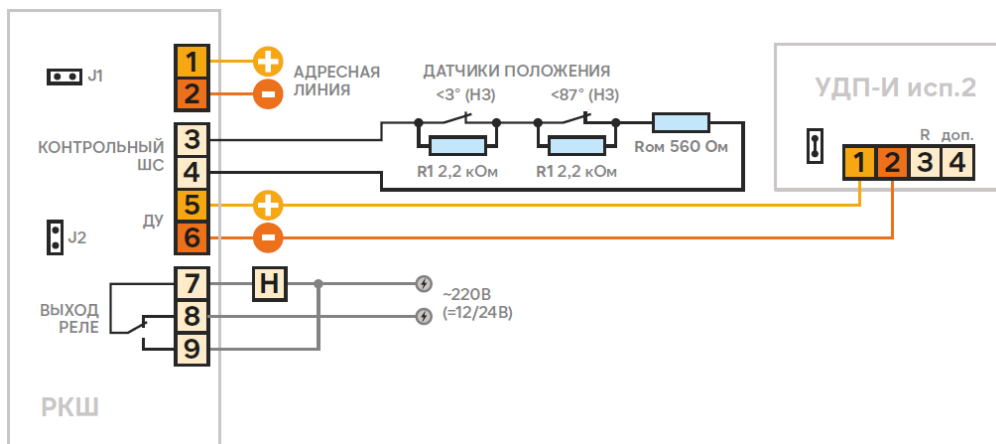 J1
1
2
АДРЕСНАЯ
ЛИНИЯ
КОНТРОЛЬНЫЙ
ШС
3
4
ДАТЧИКИ ПОЛОЖЕНИЯ
<3° (НЗ)
<87° (НЗ)
R1 2,2 кОм
R1 2,2 кОм
Rом 560 Ом
УДП-И исп.2
R доп.
1 2 3 4
J2
ДУ
5
6
ВЫХОД
РЕЛЕ
7
8
9
Н
~220В
(=12/24В)
РКШ